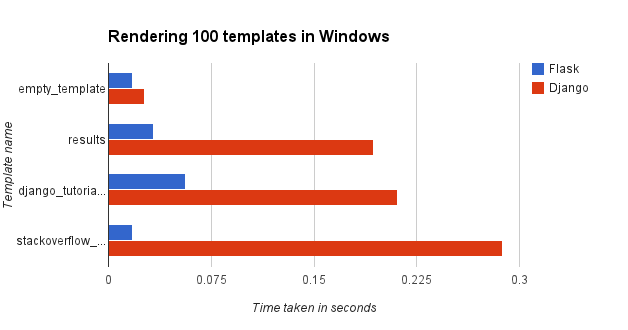 Rendering 100 templates in Windows
Flask
Django
Template name
empty_template
results
django_tutoria...
stackoverflow_...
0
0.075
0.15
0.225
0.3
Time taken in seconds